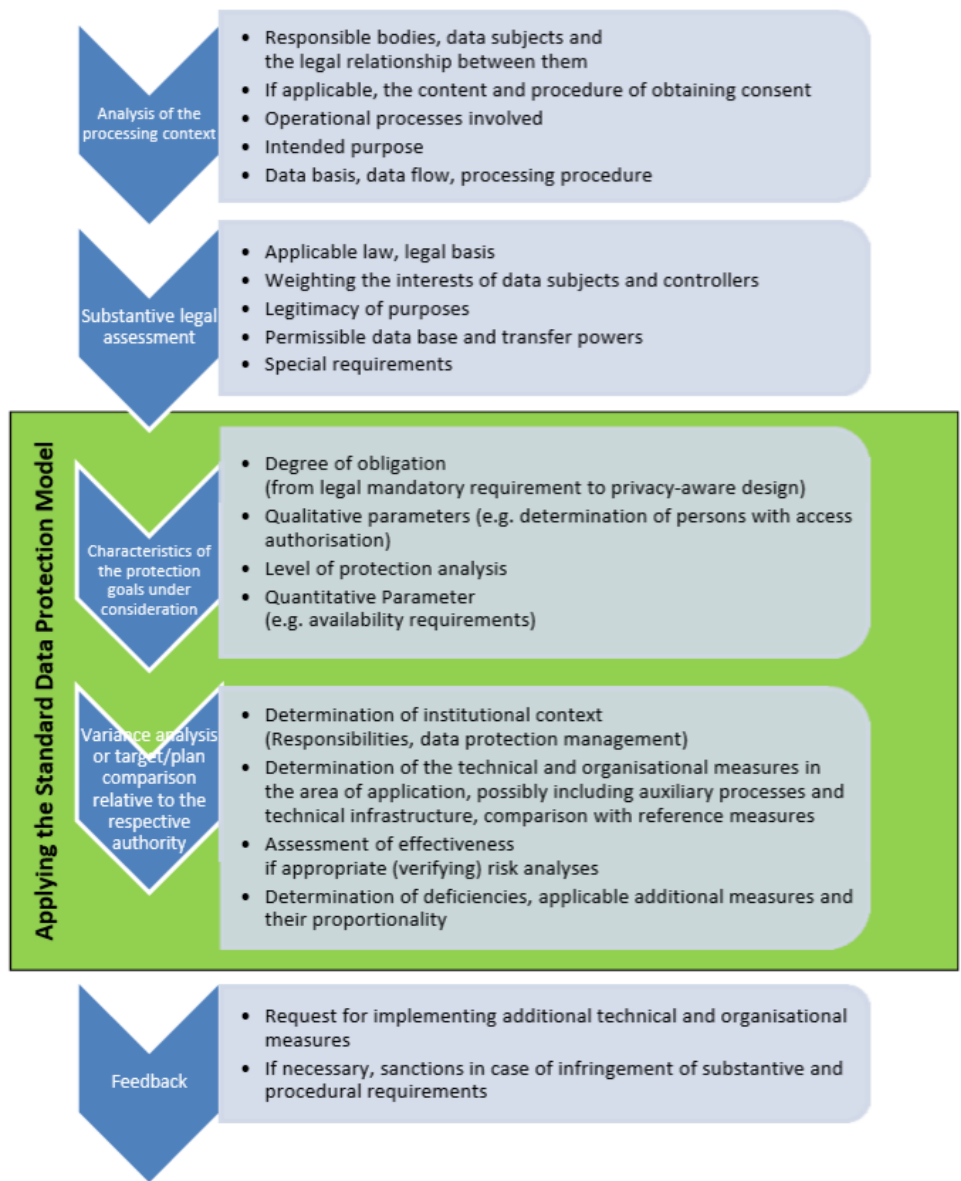 Analysis of the
processing context
• Responsible bodies, data subjects and
the legal relationship between them
• If applicable, the content and procedure of obtaining consent
• Operational processes involved
• Intended purpose
• Data basis, data flow, processing procedure
Substantive legal
assessment
• Applicable law, legal basis
• Weighting the interests of data subjects and controllers
• Legitimacy of purposes
• Permissible data base and transfer powers
• Special requirements
Applying the Standard Data Protection Model
Characteristics of
the protection
goals under
consideration
• Degree of obligation
(from legal mandatory requirement to privacy-aware design)
• Qualitative parameters (e.g. determination of persons with access
authorisation)
• Level of protection analysis
• Quantitative Parameter
(e.g. availability requirements)
Variance analysis
or target/plan
comparison
relative to the
respective
authority
• Determination of institutional context
(Responsibilities, data protection management)
• Determination of the technical and organisational measures in
the area of application, possibly including auxiliary processes and
technical infrastructure, comparison with reference measures
• Assessment of effectiveness
if appropriate (verifying) risk analyses
• Determination of deficiencies, applicable additional measures and
their proportionality
Feedback
• Request for implementing additional technical and organisational
measures
• If necessary, sanctions in case of infringement of substantive and
procedural requirements